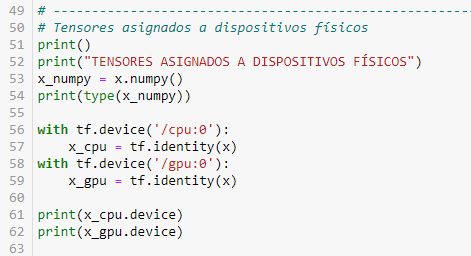 49 # -------------------------------------------------------
50 # Tensores asignados a dispositivos físicos
51 print()
52 print("TENSORES ASIGNADOS A DISPOSITIVOS FÍSICOS")
53 x_numpy = x.numpy()
54 print(type(x_numpy))
55
56 with tf.device('/cpu:0'):
57     x_cpu = tf.identity(x)
58 with tf.device('/gpu:0'):
59     x_gpu = tf.identity(x)
60
61 print(x_cpu.device)
62 print(x_gpu.device)
63